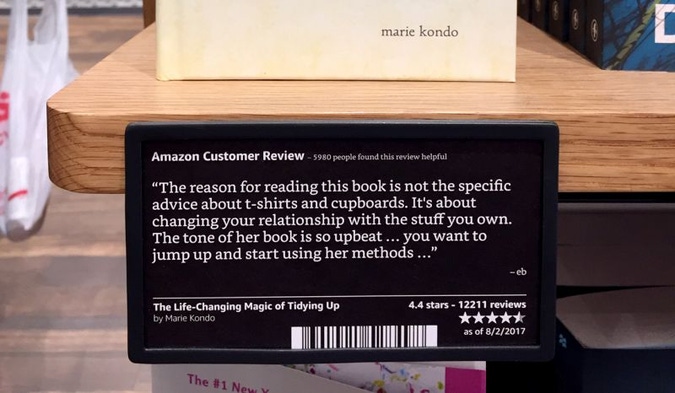 marie kondo
Amazon Customer Review – 5980 people found this review helpful
“The reason for reading this book is not the specific
advice about t-shirts and cupboards. It's about
changing your relationship with the stuff you own.
The tone of her book is so upbeat ... you want to
jump up and start using her methods ...”
– eb
The Life-Changing Magic of Tidying Up
by Marie Kondo
4.4 stars - 12211 reviews
as of 8/2/2017
The #1 New